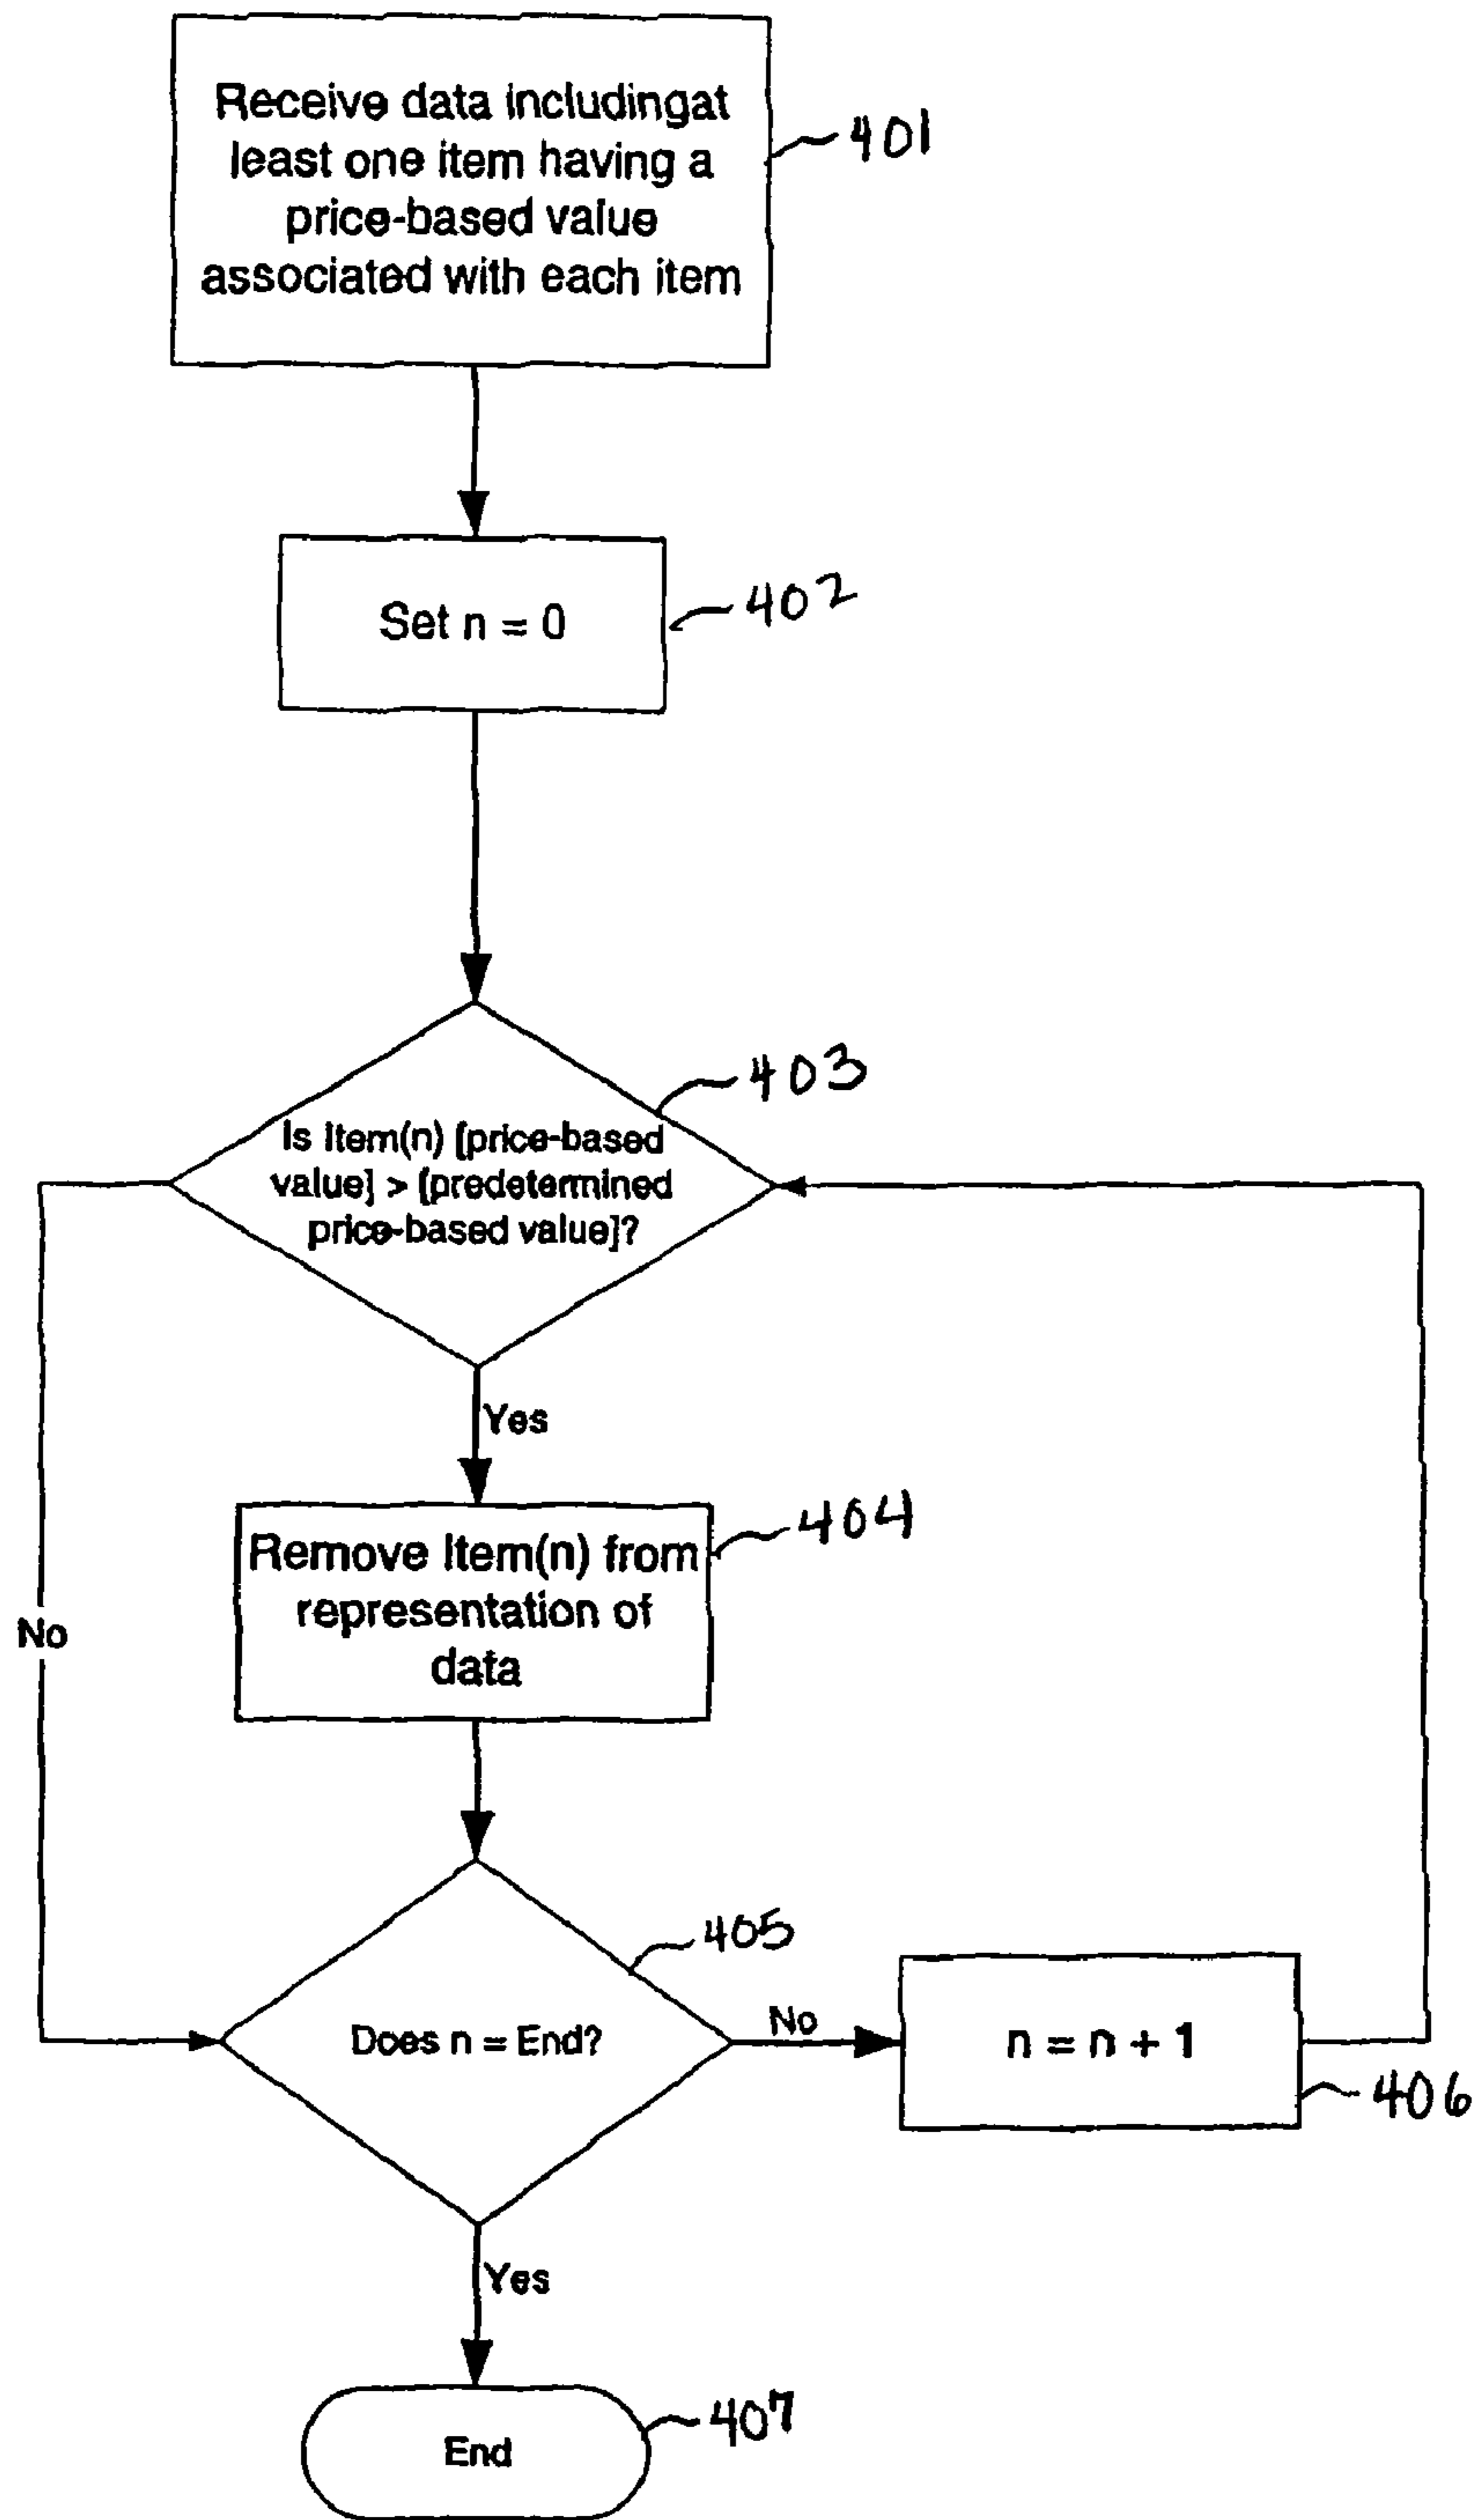 Receive data includingat
least one item having a
price-based value
associated with each item
401
Set n = 0
402
403
Is Item(n) [price-based
value] > [predetermined
price-based value]?
Yes
Remove Item(n) from
representation of
data
404
No
405
Does n = End?
No
n = n + 1
406
Yes
End
407